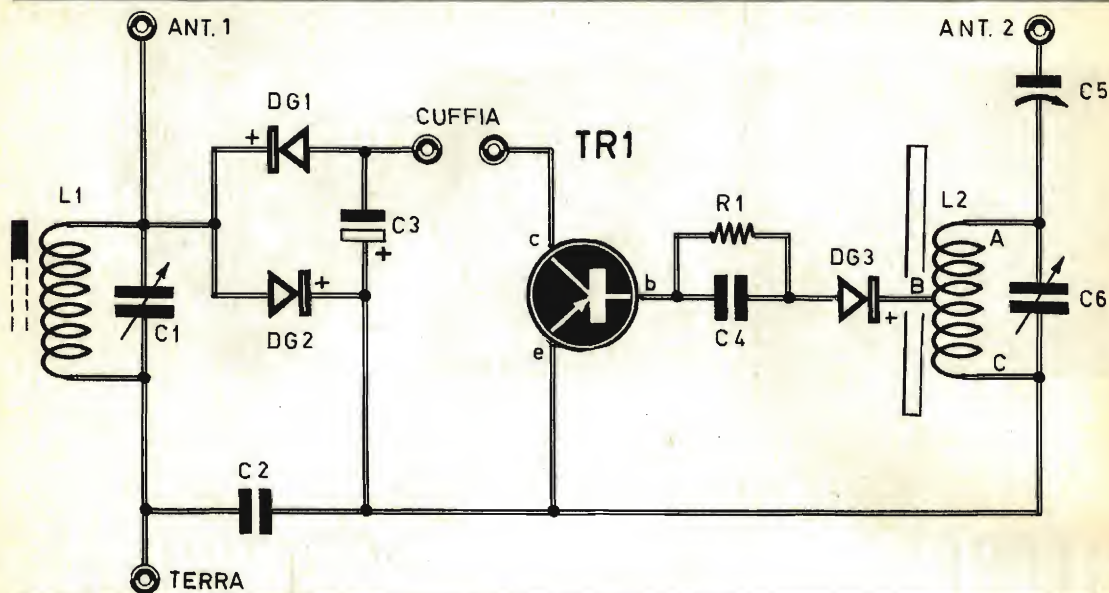 ANT. 1
ANT. 2
C5
DG1
+
CUFFIA
TR1
L1
C3
+
R1
L2
c
DG3
A
C1
DG2
+
b
C4
B
+
C6
e
C
C2
TERRA